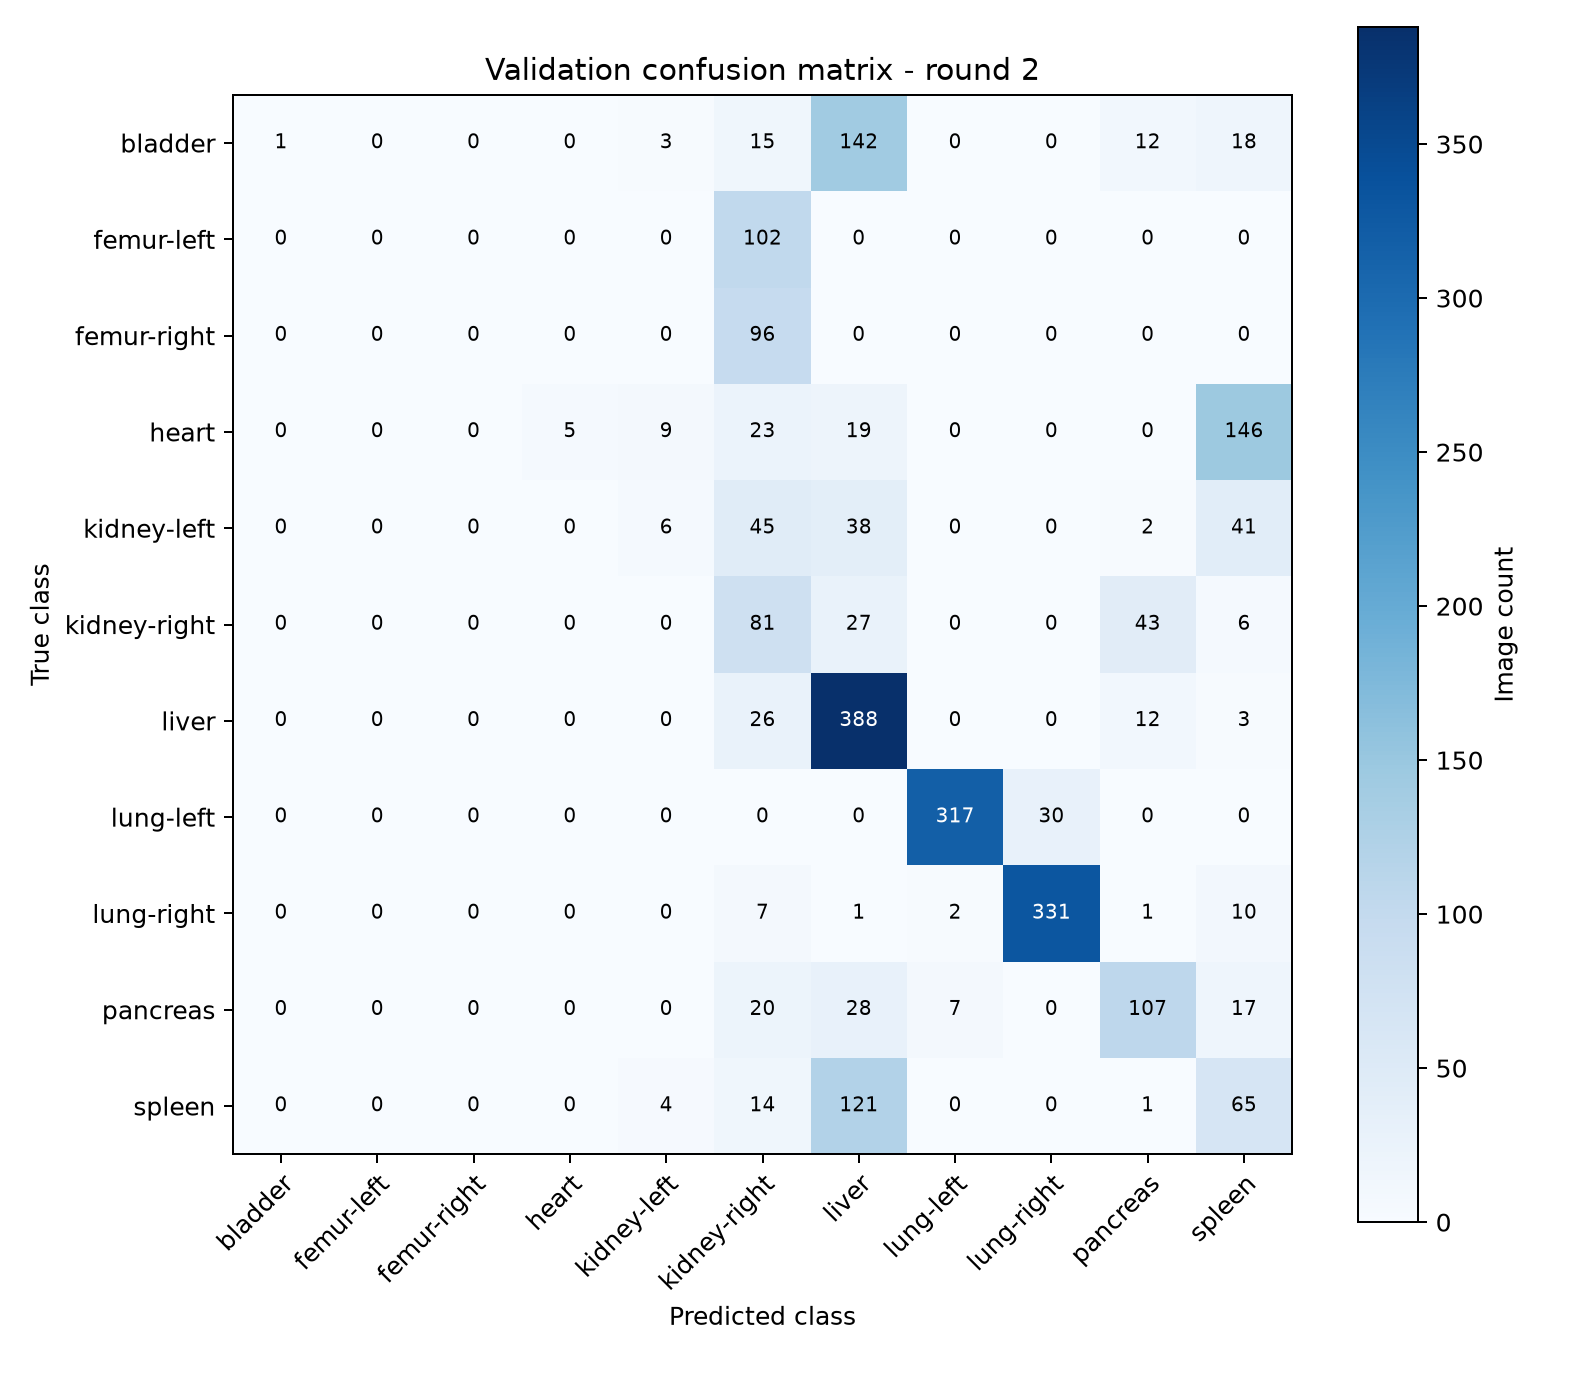 Validation confusion matrix - round 2
bladder 1 0 0 0 3 15 142 0 0 12 18
femur-left 0 0 0 0 0 102 0 0 0 0 0
femur-right 0 0 0 0 0 96 0 0 0 0 0
heart 0 0 0 5 9 23 19 0 0 0 146
kidney-left 0 0 0 0 6 45 38 0 0 2 41
kidney-right 0 0 0 0 0 81 27 0 0 43 6
liver 0 0 0 0 0 26 388 0 0 12 3
lung-left 0 0 0 0 0 0 0 317 30 0 0
lung-right 0 0 0 0 0 7 1 2 331 1 10
pancreas 0 0 0 0 0 20 28 7 0 107 17
spleen 0 0 0 0 4 14 121 0 0 1 65
True class
bladder femur-left femur-right heart kidney-left kidney-right liver lung-left lung-right pancreas spleen
Predicted class
350
300
250
200
150
100
50
0
Image count